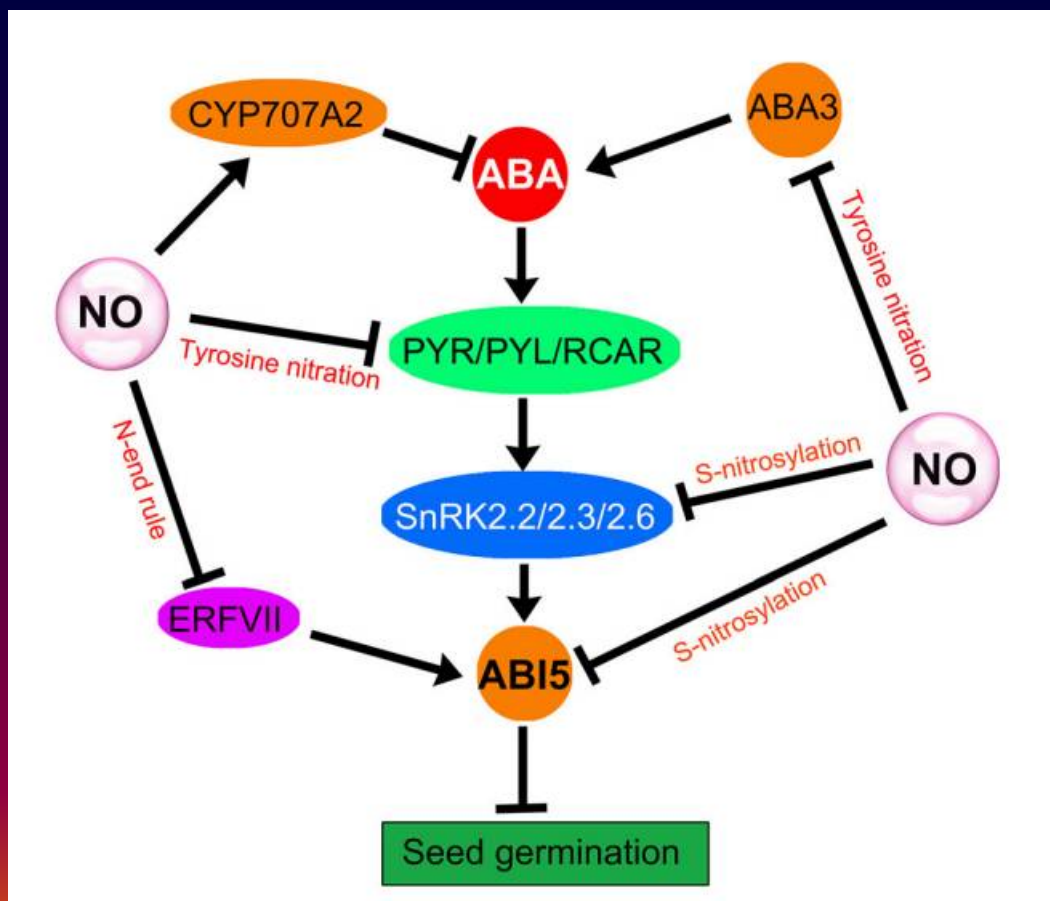 CYP707A2
ABA3
ABA
NO
Tyrosine nitration
Tyrosine nitration
PYR/PYL/RCAR
N-end rule
S-nitrosylation
NO
SnRK2.2/2.3/2.6
S-nitrosylation
ERFVII
ABI5
Seed germination